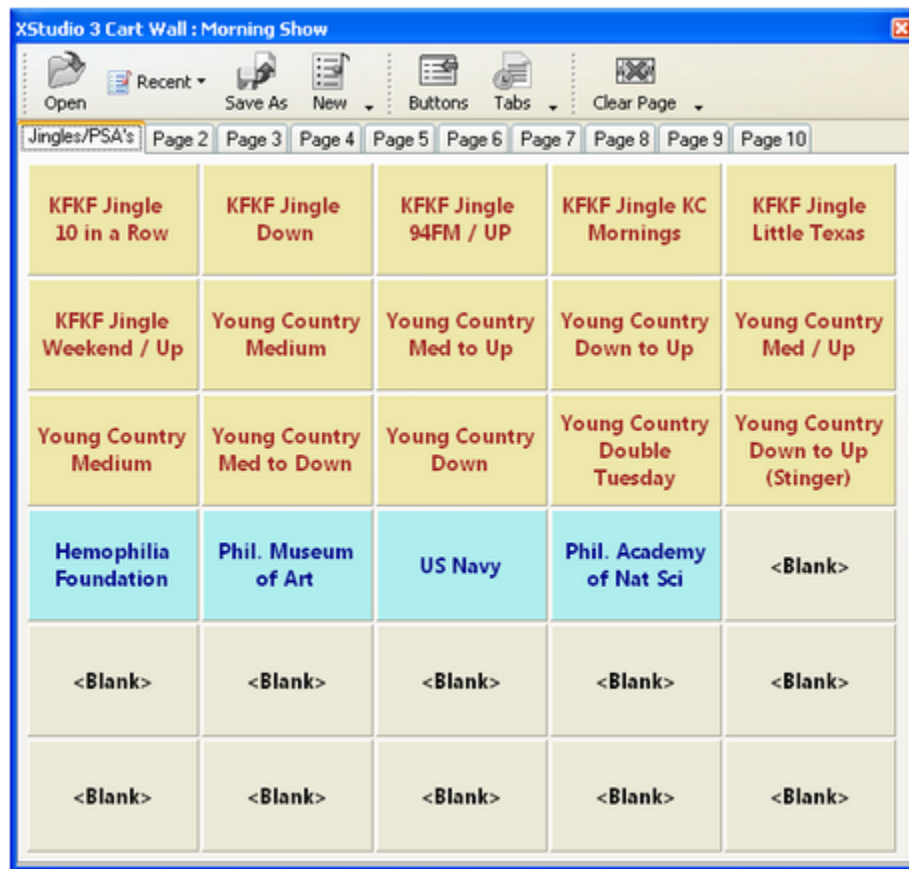 XStudio 3 Cart Wall : Morning Show
Open Recent Save As New Buttons Tabs Clear Page
Jingles/PSA's Page 2 Page 3 Page 4 Page 5 Page 6 Page 7 Page 8 Page 9 Page 10
KFKF Jingle
10 in a Row
KFKF Jingle
Down
KFKF Jingle
94FM / UP
KFKF Jingle KC
Mornings
KFKF Jingle
Little Texas
KFKF Jingle
Weekend / Up
Young Country
Medium
Young Country
Med to Up
Young Country
Down to Up
Young Country
Med / Up
Young Country
Medium
Young Country
Med to Down
Young Country
Down
Young Country
Double
Tuesday
Young Country
Down to Up
(Stinger)
Hemophilia
Foundation
Phil. Museum
of Art
US Navy
Phil. Academy
of Nat Sci
<Blank>
<Blank>
<Blank>
<Blank>
<Blank>
<Blank>
<Blank>
<Blank>
<Blank>
<Blank>
<Blank>